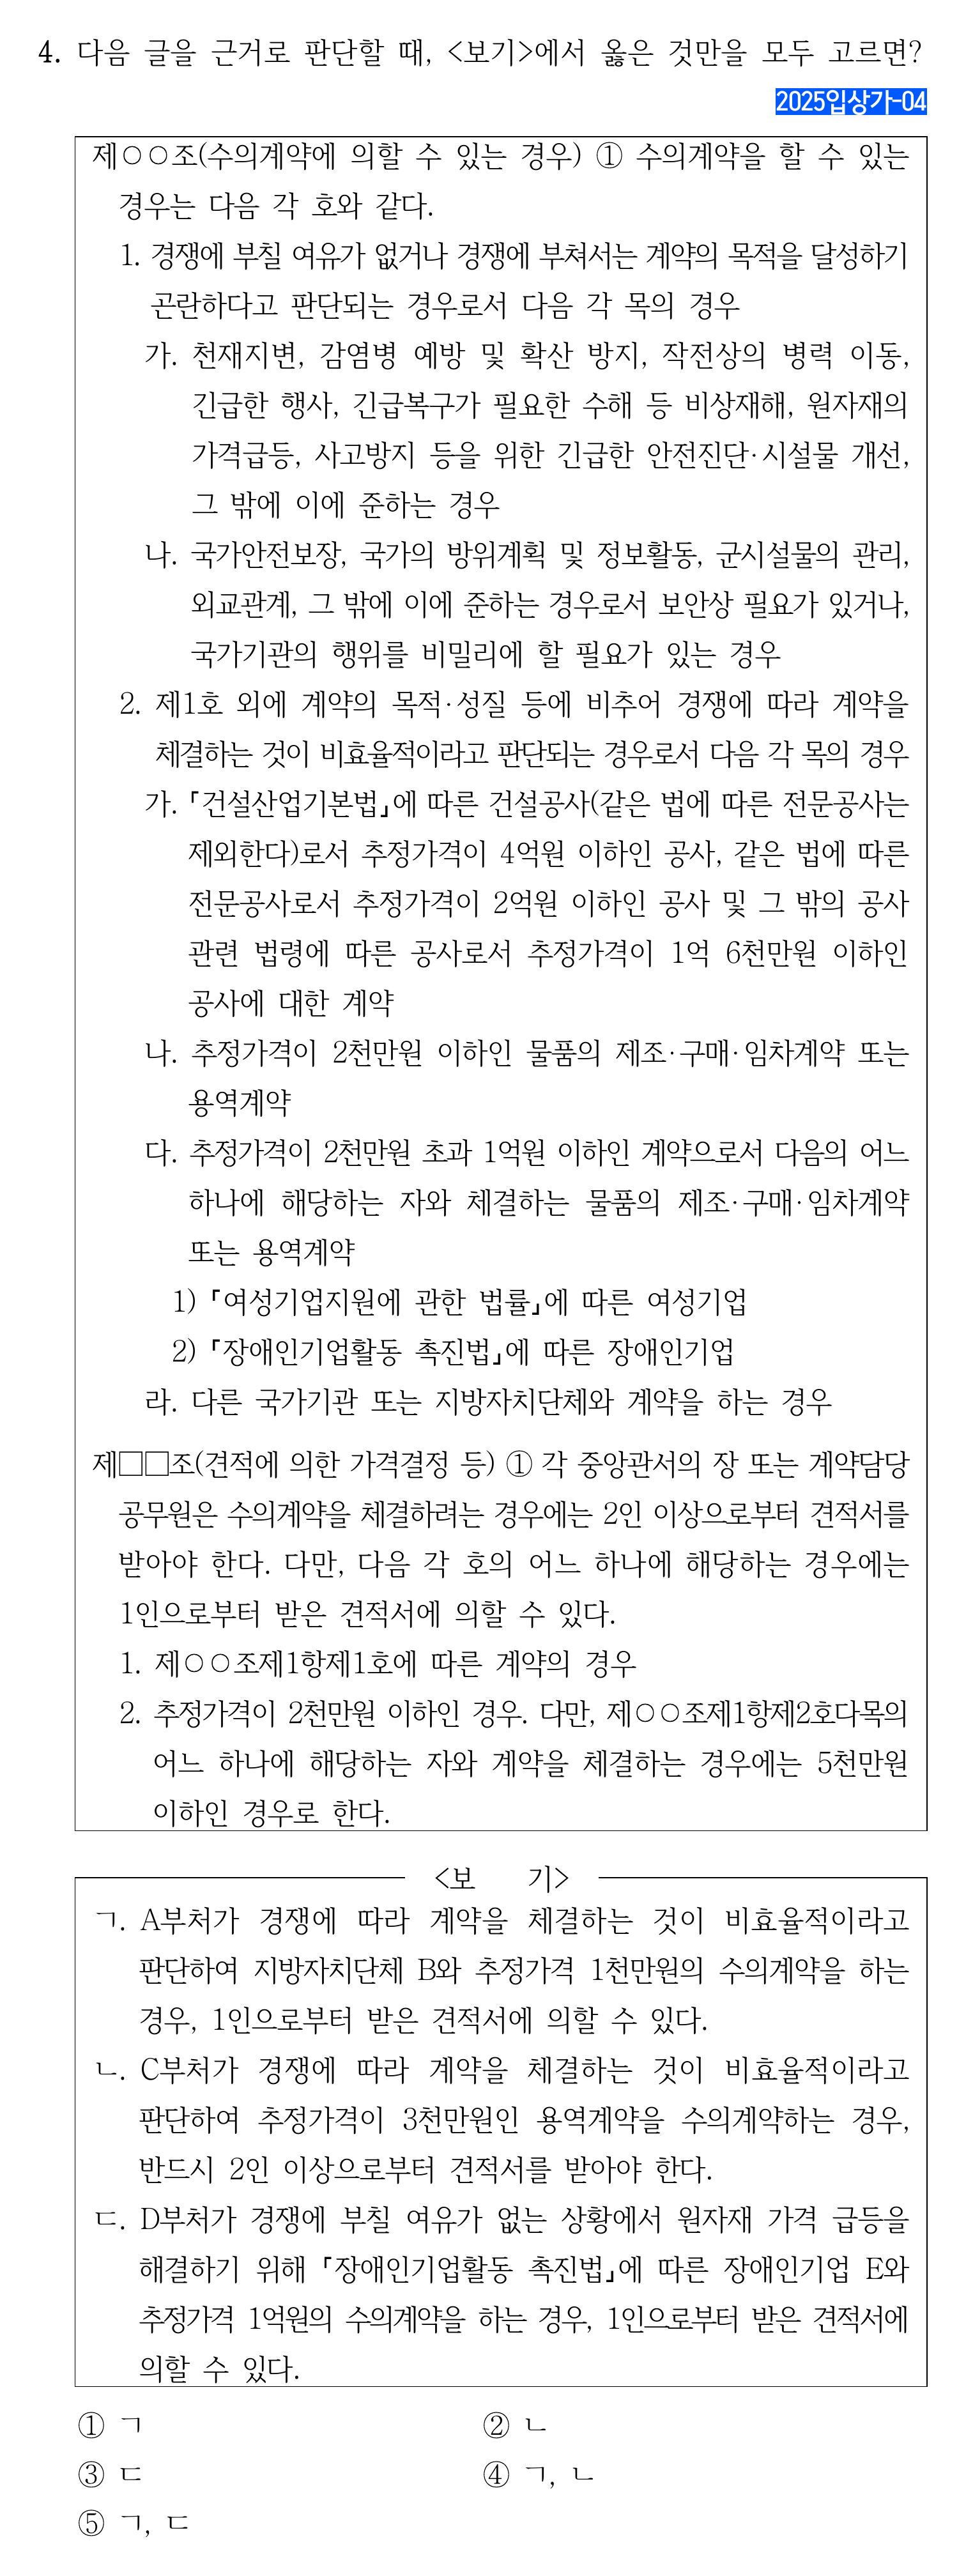 4. 다음 글을 근거로 판단할 때, <보기>에서 옳은 것만을 모두 고르면?
2025입상가-04
제○○조(수의계약에 의할 수 있는 경우) ① 수의계약을 할 수 있는
경우는 다음 각 호와 같다.
1. 경쟁에 부칠 여유가 없거나 경쟁에 부쳐서는 계약의 목적을 달성하기
곤란하다고 판단되는 경우로서 다음 각 목의 경우
가. 천재지변, 감염병 예방 및 확산 방지, 작전상의 병력 이동,
긴급한 행사, 긴급복구가 필요한 수해 등 비상재해, 원자재의
가격급등, 사고방지 등을 위한 긴급한 안전진단·시설물 개선,
그 밖에 이에 준하는 경우
나. 국가안전보장, 국가의 방위계획 및 정보활동, 군시설물의 관리,
외교관계, 그 밖에 이에 준하는 경우로서 보안상 필요가 있거나,
국가기관의 행위를 비밀리에 할 필요가 있는 경우
2. 제1호 외에 계약의 목적·성질 등에 비추어 경쟁에 따라 계약을
체결하는 것이 비효율적이라고 판단되는 경우로서 다음 각 목의 경우
가. 「건설산업기본법」에 따른 건설공사(같은 법에 따른 전문공사는
제외한다)로서 추정가격이 4억원 이하인 공사, 같은 법에 따른
전문공사로서 추정가격이 2억원 이하인 공사 및 그 밖의 공사
관련 법령에 따른 공사로서 추정가격이 1억 6천만원 이하인
공사에 대한 계약
나. 추정가격이 2천만원 이하인 물품의 제조·구매·임차계약 또는
용역계약
다. 추정가격이 2천만원 초과 1억원 이하인 계약으로서 다음의 어느
하나에 해당하는 자와 체결하는 물품의 제조·구매·임차계약
또는 용역계약
1) 「여성기업지원에 관한 법률」에 따른 여성기업
2) 「장애인기업활동 촉진법」에 따른 장애인기업
라. 다른 국가기관 또는 지방자치단체와 계약을 하는 경우
제□□조(견적에 의한 가격결정 등) ① 각 중앙관서의 장 또는 계약담당
공무원은 수의계약을 체결하려는 경우에는 2인 이상으로부터 견적서를
받아야 한다. 다만, 다음 각 호의 어느 하나에 해당하는 경우에는
1인으로부터 받은 견적서에 의할 수 있다.
1. 제○○조제1항제1호에 따른 계약의 경우
2. 추정가격이 2천만원 이하인 경우. 다만, 제○○조제1항제2호다목의
어느 하나에 해당하는 자와 계약을 체결하는 경우에는 5천만원
이하인 경우로 한다.
<보 기>
ㄱ. A부처가 경쟁에 따라 계약을 체결하는 것이 비효율적이라고
판단하여 지방자치단체 B와 추정가격 1천만원의 수의계약을 하는
경우, 1인으로부터 받은 견적서에 의할 수 있다.
ㄴ. C부처가 경쟁에 따라 계약을 체결하는 것이 비효율적이라고
판단하여 추정가격이 3천만원인 용역계약을 수의계약하는 경우,
반드시 2인 이상으로부터 견적서를 받아야 한다.
ㄷ. D부처가 경쟁에 부칠 여유가 없는 상황에서 원자재 가격 급등을
해결하기 위해 「장애인기업활동 촉진법」에 따른 장애인기업 E와
추정가격 1억원의 수의계약을 하는 경우, 1인으로부터 받은 견적서에
의할 수 있다.
① ㄱ ② ㄴ
③ ㄷ ④ ㄱ, ㄴ
⑤ ㄱ, ㄷ